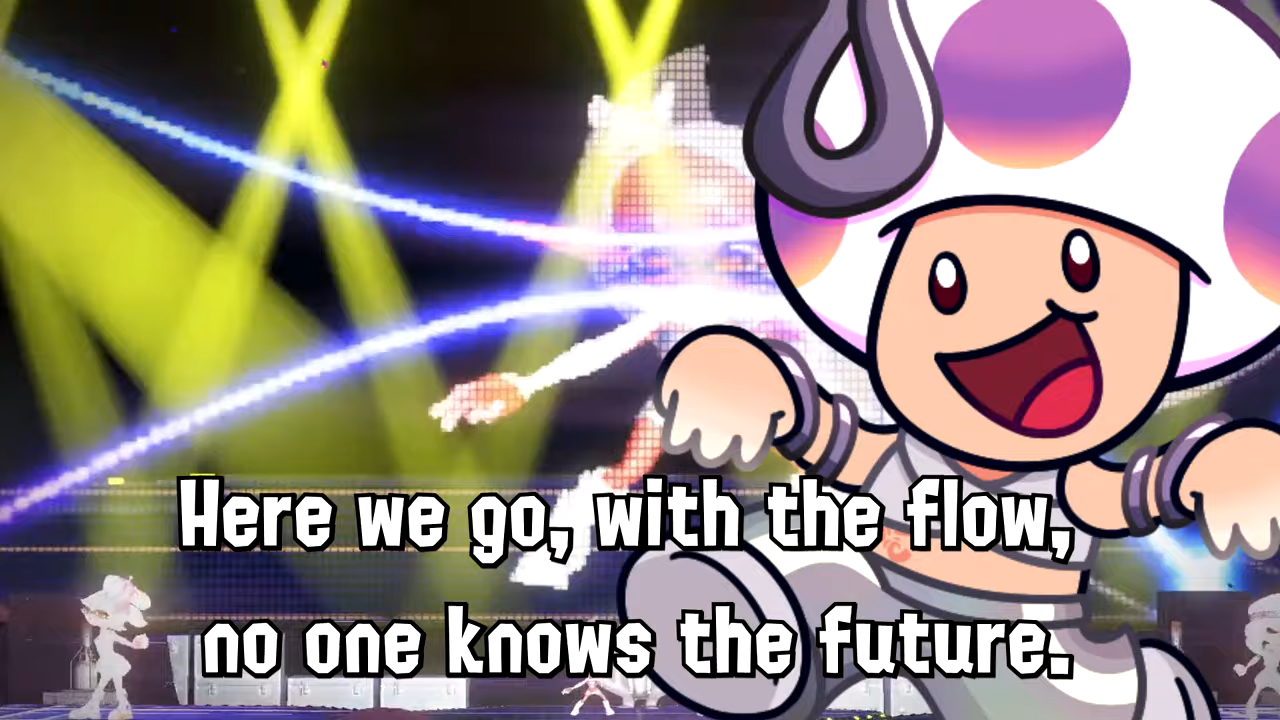 Here we go, with the flow,
no one knows the future.